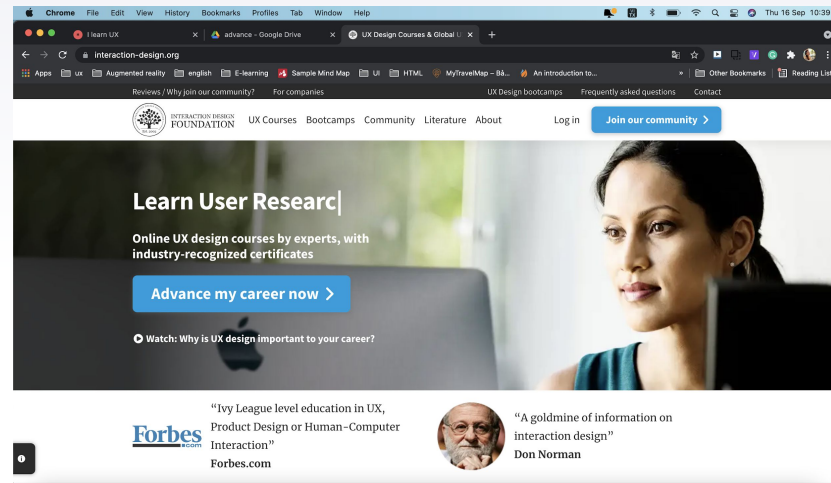 Chrome File Edit View History Bookmarks Profiles Tab Window Help Thu 16 Sep 10:39
I learn UX advance - Google Drive UX Design Courses & Global U
interaction-design.org
Apps ux Augmented reality english E-learning Sample Mind Map UI HTML MyTravelMap – Bả... An introduction to... » Other Bookmarks Reading List
Reviews / Why join our community? For companies UX Design bootcamps Frequently asked questions Contact
INTERACTION DESIGN
FOUNDATION
UX Courses Bootcamps Community Literature About Log in Join our community
Learn User Researc
Online UX design courses by experts, with
industry-recognized certificates
Advance my career now
Watch: Why is UX design important to your career?
Forbes
.com
“Ivy League level education in UX,
Product Design or Human-Computer
Interaction”
Forbes.com
“A goldmine of information on
interaction design”
Don Norman